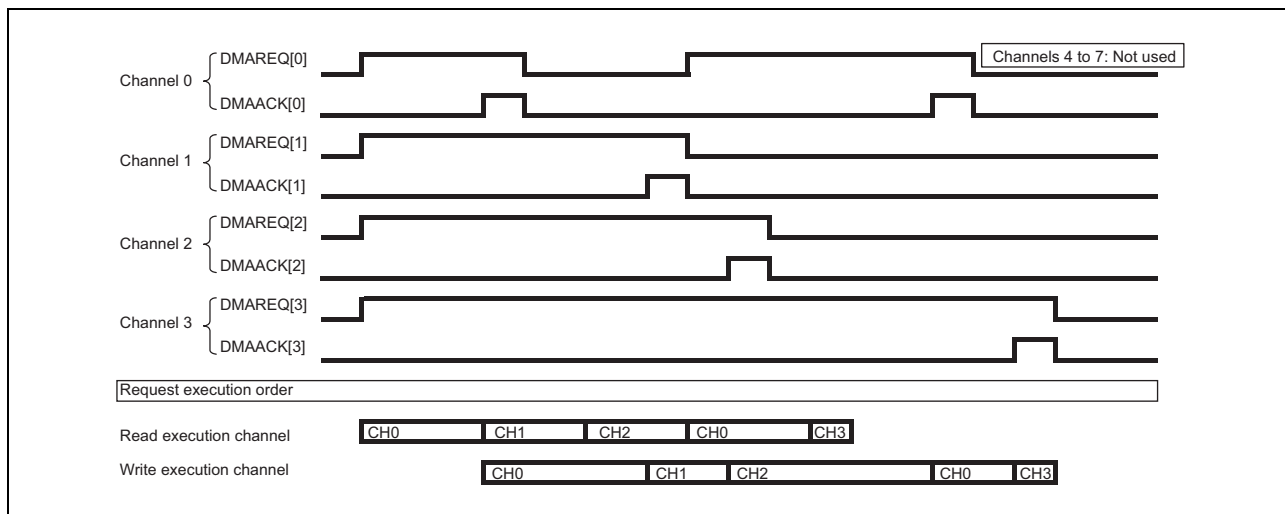 DMAREQ[0]
Channels 4 to 7: Not used
Channel 0
DMAACK[0]
DMAREQ[1]
Channel 1
DMAACK[1]
DMAREQ[2]
Channel 2
DMAACK[2]
DMAREQ[3]
Channel 3
DMAACK[3]
Request execution order
Read execution channel CH0 CH1 CH2 CH0 CH3
Write execution channel CH0 CH1 CH2 CH0 CH3